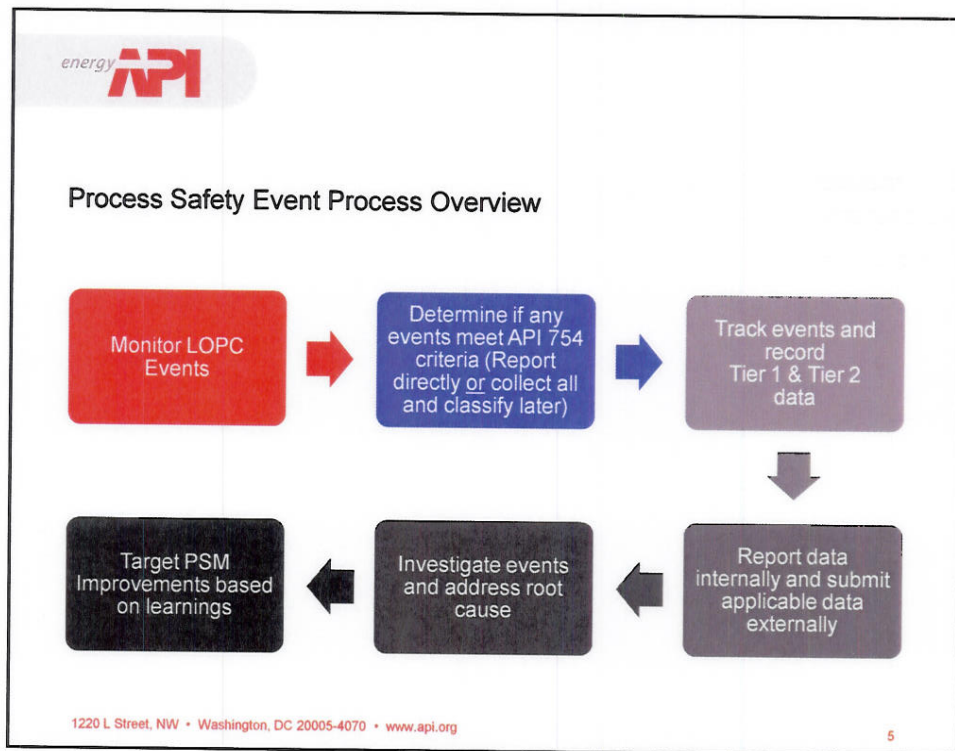 energy API
Process Safety Event Process Overview
Monitor LOPC
Events
Determine if any
events meet API 754
criteria (Report
directly or collect all
and classify later)
Track events and
record
Tier 1 & Tier 2
data
Report data
internally and submit
applicable data
externally
Investigate events
and address root
cause
Target PSM
Improvements based
on learnings
1220 L Street, NW • Washington, DC 20005-4070 • www.api.org
5